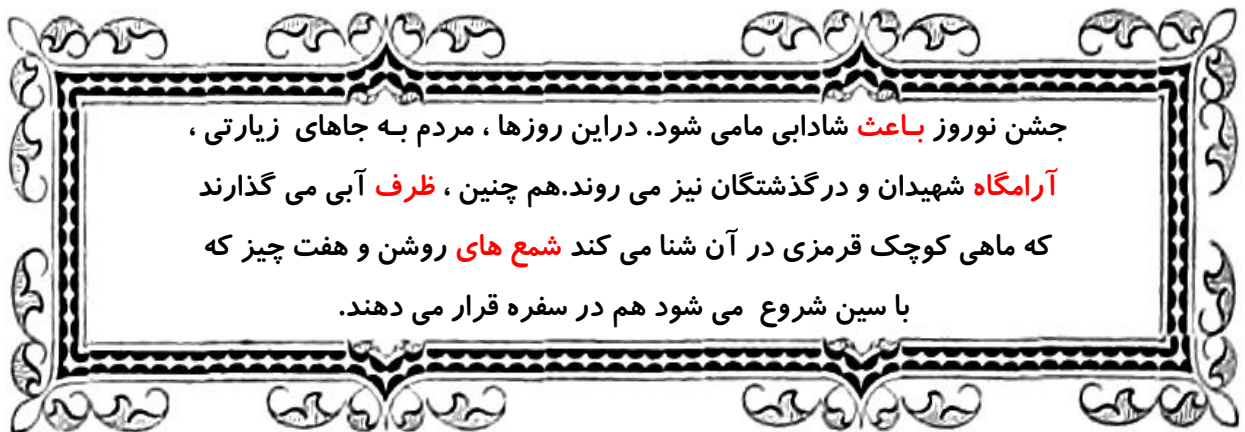 جشن نوروز بـاعث شادابی مامی شود. دراین روزها ، مردم بـه جاهای زیارتی ،
آرامگاه شهیدان و درگذشتگان نیز می روند.هم چنین ، ظرف آبی می گذارند
که ماهی کوچک قرمزی در آن شنا می کند شمع های روشن و هفت چیز که
با سین شروع می شود هم در سفره قرار می دهند.